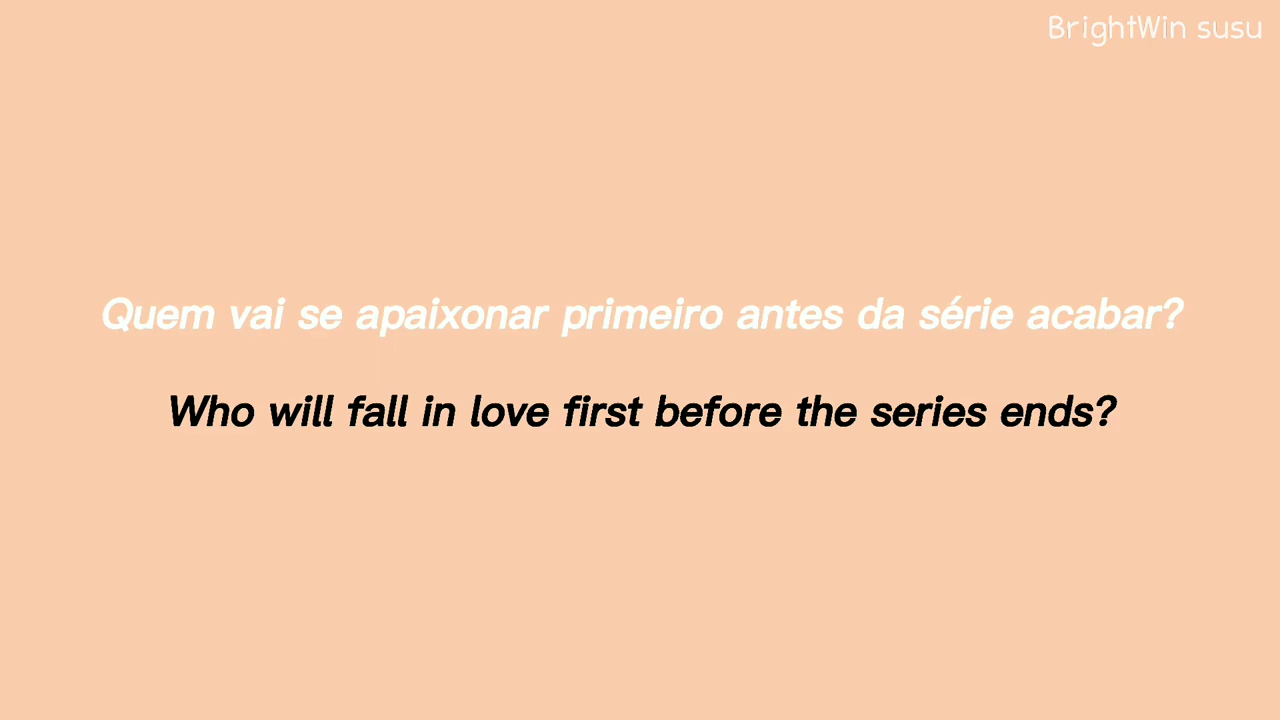 BrightWin susu
Quem vai se apaixonar primeiro antes da série acabar?
Who will fall in love first before the series ends?